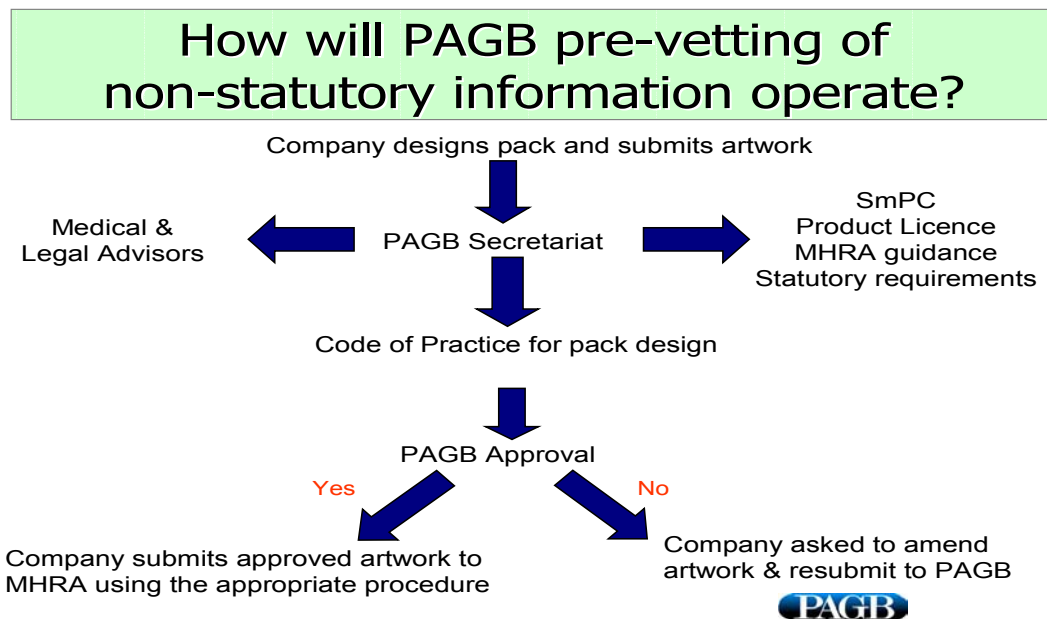 How will PAGB pre-vetting of
non-statutory information operate?
Company designs pack and submits artwork
Medical &
Legal Advisors
PAGB Secretariat
SmPC
Product Licence
MHRA guidance
Statutory requirements
Code of Practice for pack design
PAGB Approval
Yes
No
Company submits approved artwork to
MHRA using the appropriate procedure
Company asked to amend
artwork & resubmit to PAGB
PAGB